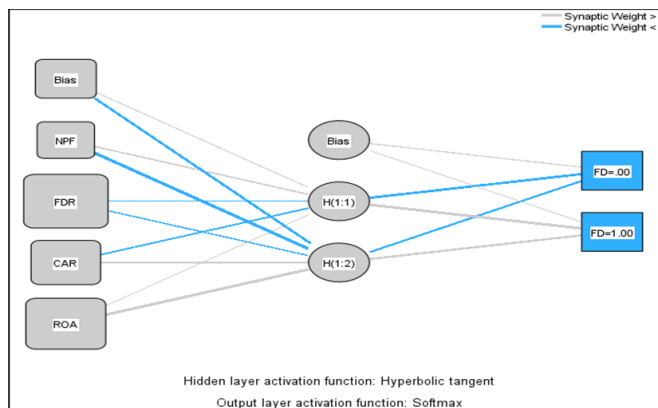 Synaptic Weight >
Synaptic Weight <
Bias
NPF
Bias
FD=.00
FDR
H(1:1)
FD=1.00
CAR
H(1:2)
ROA
Hidden layer activation function: Hyperbolic tangent
Output layer activation function: Softmax